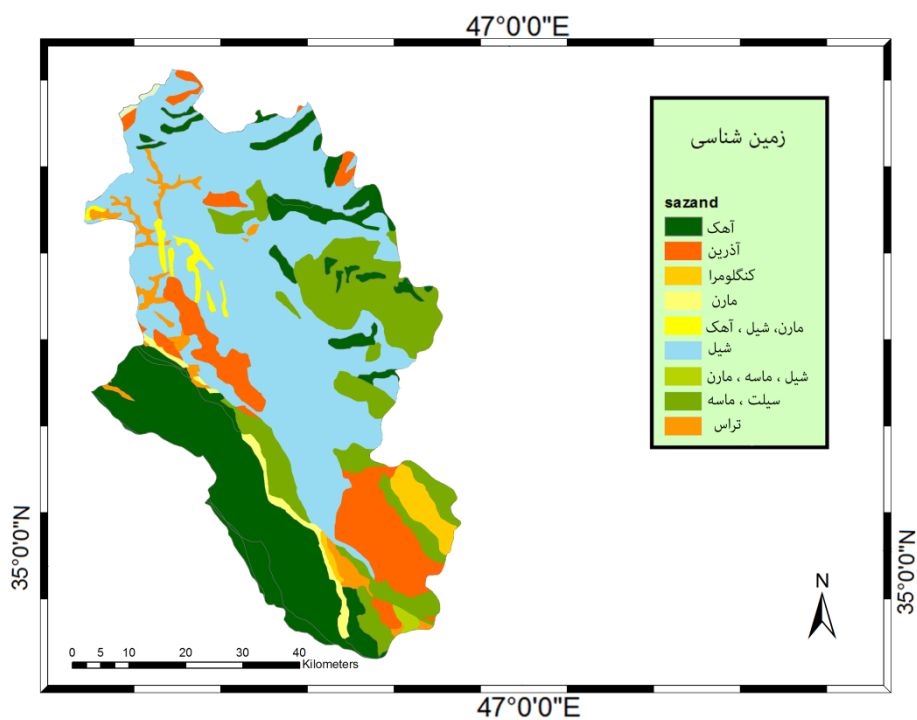 47°0'0"E
زمین شناسی
sazand
آهک
آذرین
کنگلومرا
مارن
مارن، شیل ، آهک
شیل
شیل ، ماسه ، مارن
سیلت ، ماسه
تراس
35°0'0"N
35°0'0"N
N
0 5 10 20 30 40
Kilometers
47°0'0"E